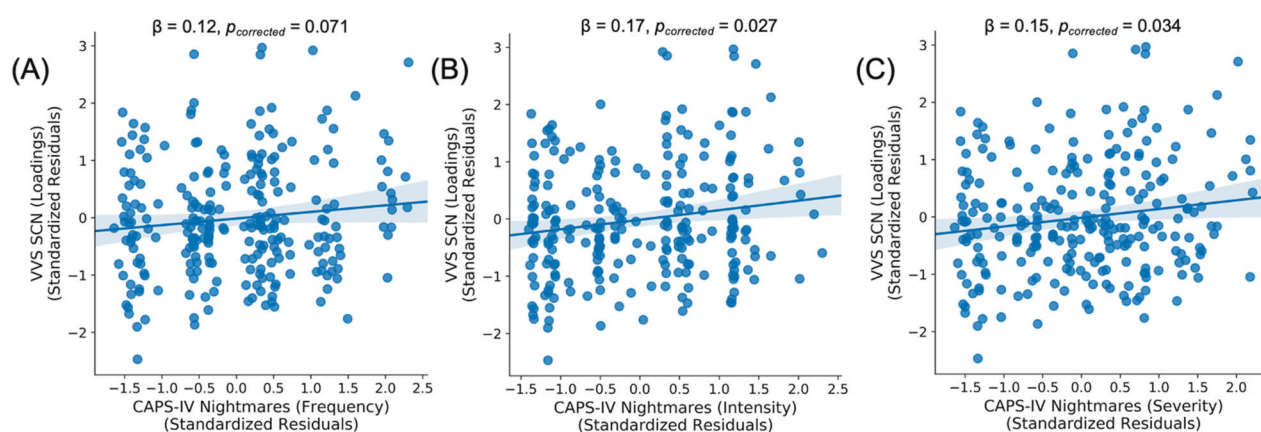 β = 0.12, p_corrected = 0.071
β = 0.17, p_corrected = 0.027
β = 0.15, p_corrected = 0.034
(A)
VVS SCN (Loadings)
(Standardized Residuals)
3
2
1
0
−1
−2
−1.5 −1.0 −0.5 0.0 0.5 1.0 1.5 2.0 2.5
CAPS-IV Nightmares (Frequency)
(Standardized Residuals)
(B)
VVS SCN (Loadings)
(Standardized Residuals)
3
2
1
0
−1
−2
−1.5 −1.0 −0.5 0.0 0.5 1.0 1.5 2.0 2.5
CAPS-IV Nightmares (Intensity)
(Standardized Residuals)
(C)
VVS SCN (Loadings)
(Standardized Residuals)
3
2
1
0
−1
−2
−1.5 −1.0 −0.5 0.0 0.5 1.0 1.5 2.0
CAPS-IV Nightmares (Severity)
(Standardized Residuals)